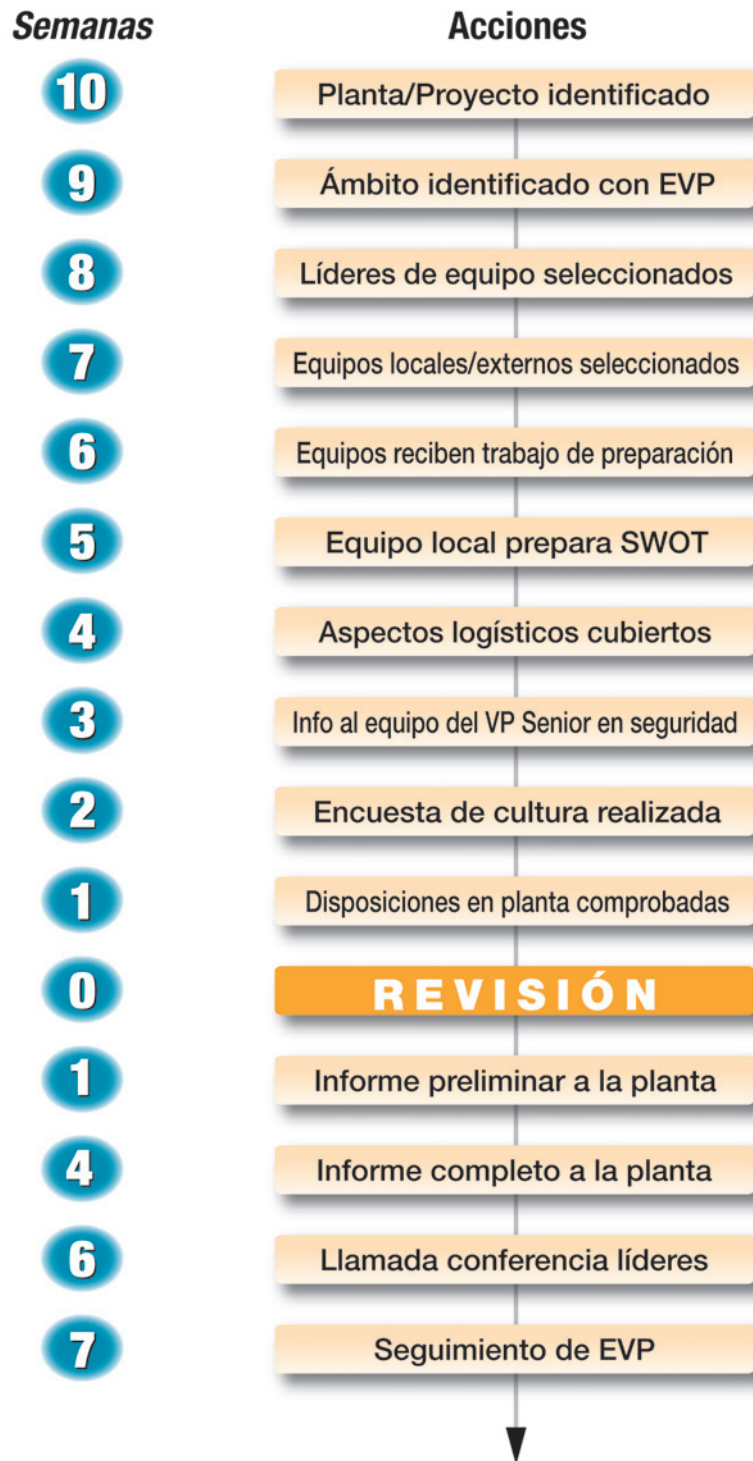 Semanas Acciones
10 Planta/Proyecto identificado
9 Ámbito identificado con EVP
8 Líderes de equipo seleccionados
7 Equipos locales/externos seleccionados
6 Equipos reciben trabajo de preparación
5 Equipo local prepara SWOT
4 Aspectos logísticos cubiertos
3 Info al equipo del VP Senior en seguridad
2 Encuesta de cultura realizada
1 Disposiciones en planta comprobadas
0 REVISIÓN
1 Informe preliminar a la planta
4 Informe completo a la planta
6 Llamada conferencia líderes
7 Seguimiento de EVP